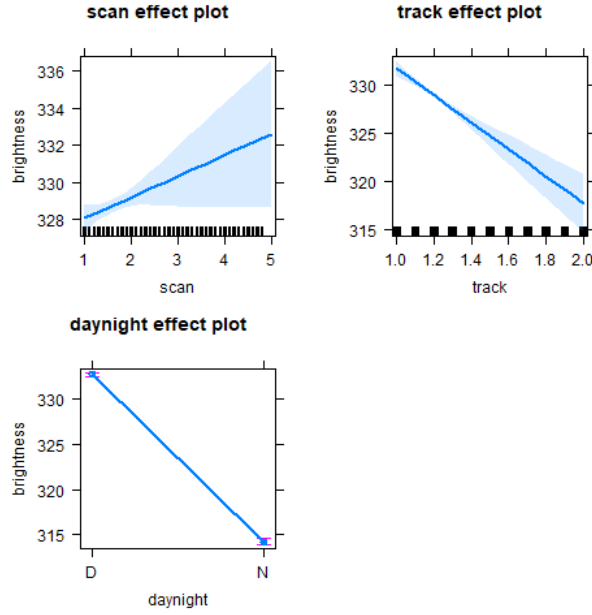 scan effect plot
brightness
336
334
332
330
328
1 2 3 4 5
scan
track effect plot
brightness
330
325
320
315
1.0 1.2 1.4 1.6 1.8 2.0
track
daynight effect plot
brightness
330
325
320
315
D N
daynight